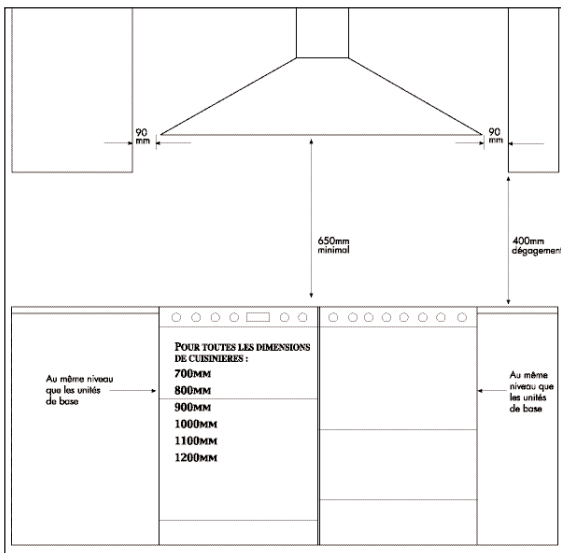 90
mm
90
mm
650mm
minimal
400mm
dégagement
POUR TOUTES LES DIMENSIONS
DE CUISINIERES :
700MM
800MM
900MM
1000MM
1100MM
1200MM
Au même niveau
que les unités
de base
Au même
niveau que
les unités
de base